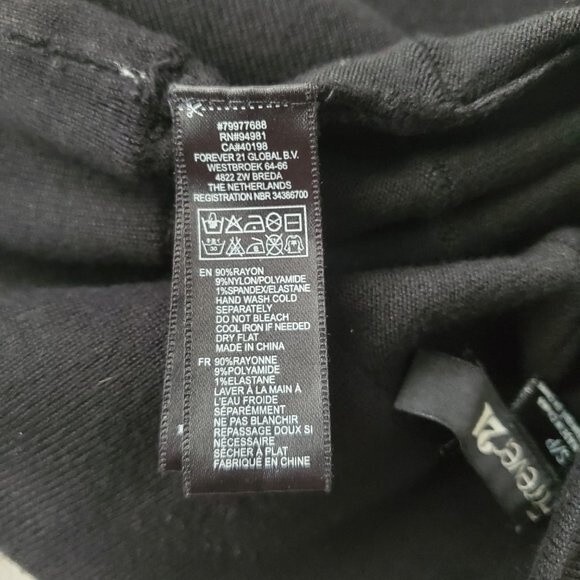 #79977688
RN#94981
CA#40198
FOREVER 21 GLOBAL B.V.
WESTBROEK 64-66
4822 ZW BREDA
THE NETHERLANDS
REGISTRATION NBR 34386700
30
EN 90%RAYON
9%NYLON/POLYAMIDE
1%SPANDEX/ELASTANE
HAND WASH COLD
SEPARATELY
DO NOT BLEACH
COOL IRON IF NEEDED
DRY FLAT
MADE IN CHINA
FR 90%RAYONNE
9%POLYAMIDE
1%ELASTANE
LAVER À LA MAIN À
L'EAU FROIDE
SÉPARÉMMENT
NE PAS BLANCHIR
REPASSAGE DOUX SI
NÉCESSAIRE
SÉCHER À PLAT
FABRIQUÉ EN CHINE
Forever 21
S/P